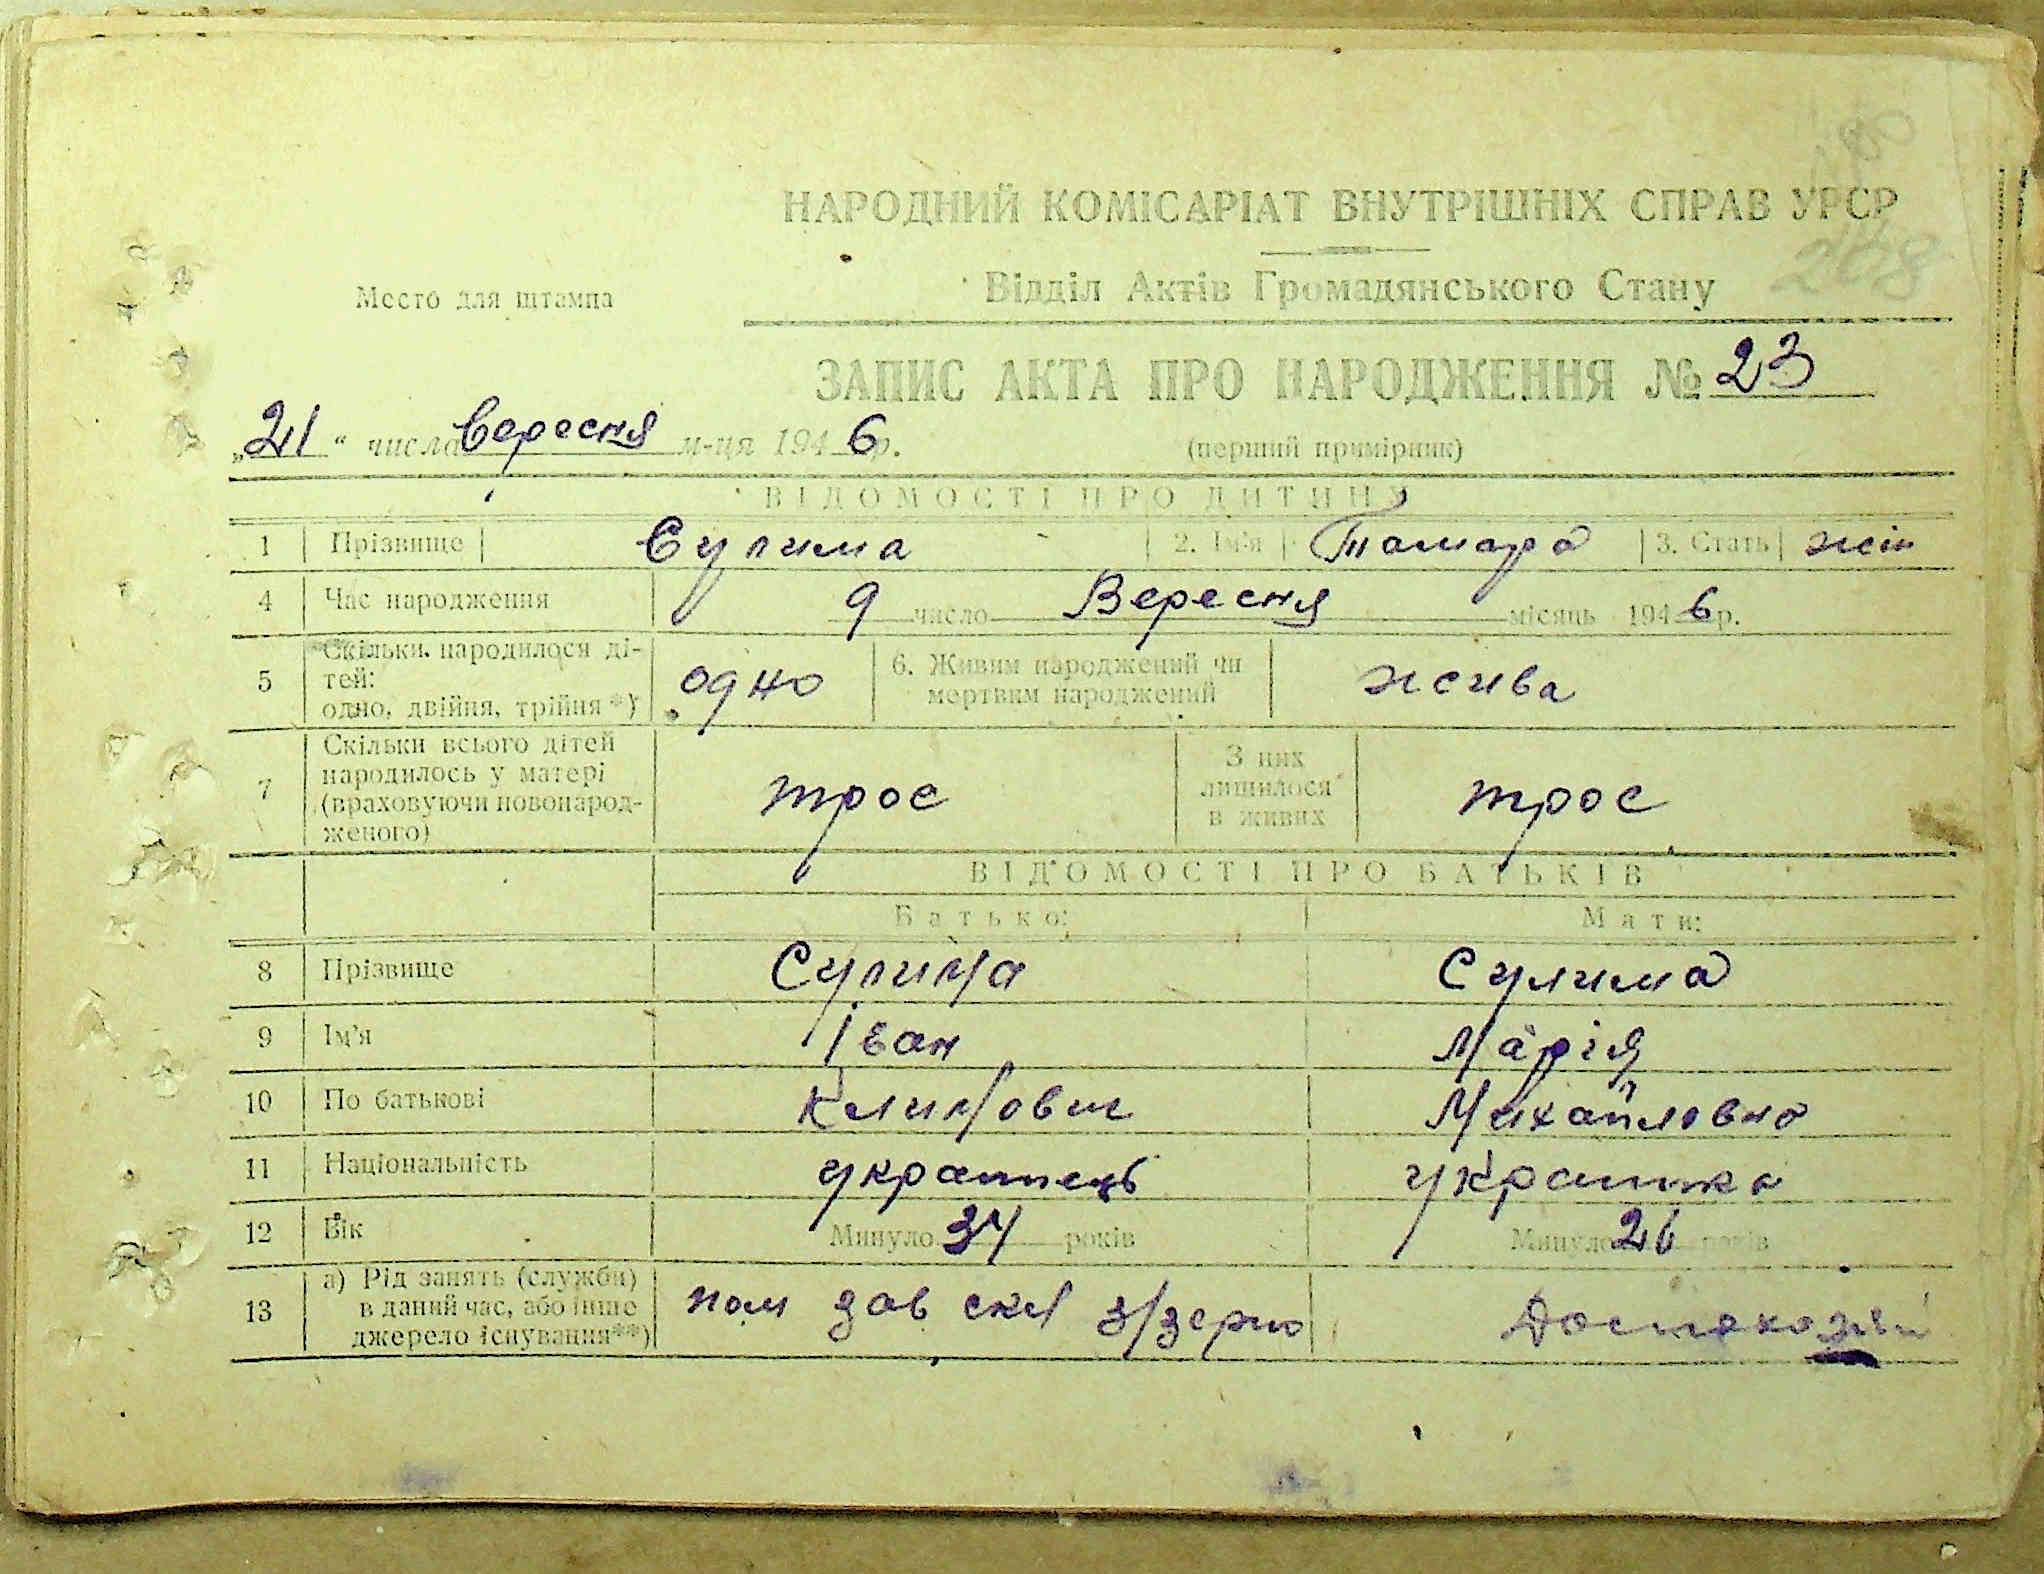 НАРОДНИЙ КОМІСАРІАТ ВНУТРІШНІХ СПРАВ УРСР
Место для штампа
Відділ Актів Громадянського Стану
ЗАПИС АКТА ПРО НАРОДЖЕННЯ № 23
„21“ числа вересня м-ця 1946 р.
(перший примірник)
ВІДОМОСТІ ПРО ДИТИНУ
1 Прізвище Сулима 2. Ім'я Тамара 3. Стать жін
4 Час народження 9 число Вересня місяць 1946 р.
5 Скільки народилося ді-
тей:
одно, двійня, трійня *) одно 6. Живим народжений чи
мертвим народжений жива
7 Скільки всього дітей
народилось у матері
(враховуючи новонарод-
женого) троє З них
лишилося
в живих троє
ВІДОМОСТІ ПРО БАТЬКІВ
Батько: Мати:
8 Прізвище Сулима Сулима
9 Ім'я Іван Марія
10 По батькові Климович Михайловна
11 Національність українець українка
12 Вік Минуло 34 років Минуло 26 років
13 а) Рід занять (служби)
в даний час, або інше
джерело існування**) пом зав скл з/зерно